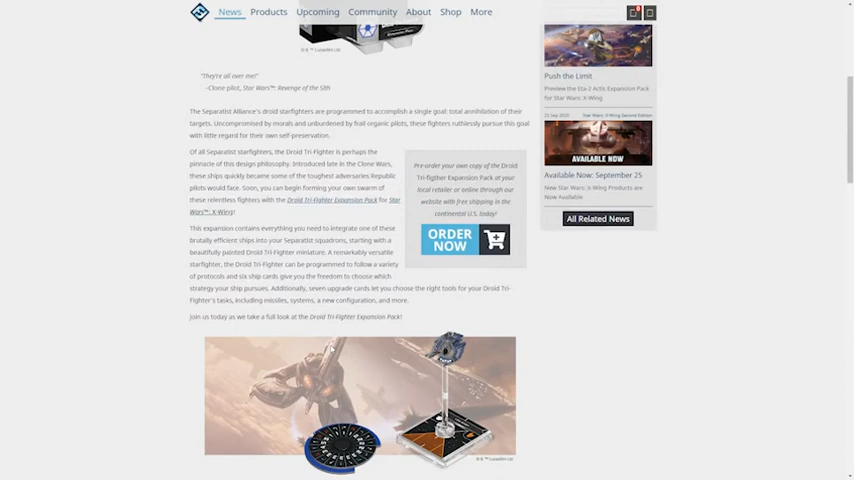 News Products Upcoming Community About Shop More
© & ™ Lucasfilm Ltd
"They're all over me!"
–Clone pilot, Star Wars™: Revenge of the Sith
The Separatist Alliance's droid starfighters are programmed to accomplish a single goal: total annihilation of their
targets. Uncompromised by morals and unburdened by frail organic pilots, these fighters ruthlessly pursue this goal
with little regard for their own self-preservation.
Of all Separatist starfighters, the Droid Tri-Fighter is perhaps the
pinnacle of this design philosophy. Introduced late in the Clone Wars,
these ships quickly became some of the toughest adversaries Republic
pilots would face. Soon, you can begin forming your own swarm of
these relentless fighters with the Droid Tri-Fighter Expansion Pack for Star
Wars™: X-Wing!
This expansion contains everything you need to integrate one of these
brutally efficient ships into your Separatist squadrons, starting with a
beautifully painted Droid Tri-Fighter miniature. A remarkably versatile
starfighter, the Droid Tri-Fighter can be programmed to follow a variety
of protocols and six ship cards give you the freedom to choose which
strategy your ship pursues. Additionally, seven upgrade cards let you choose the right tools for your Droid Tri-
Fighter's tasks, including missiles, systems, a new configuration, and more.
Join us today as we take a full look at the Droid Tri-Fighter Expansion Pack!
Pre-order your own copy of the Droid
Tri-figther Expansion Pack at your
local retailer or online through our
website with free shipping in the
continental U.S. today!
ORDER
NOW
© & ™ Lucasfilm Ltd
Push the Limit
Preview the Eta-2 Actis Expansion Pack
for Star Wars: X-Wing
25 Sep 2020 Star Wars: X-Wing Second Edition
AVAILABLE NOW
Available Now: September 25
New Star Wars: X-Wing Products are
Now Available
All Related News